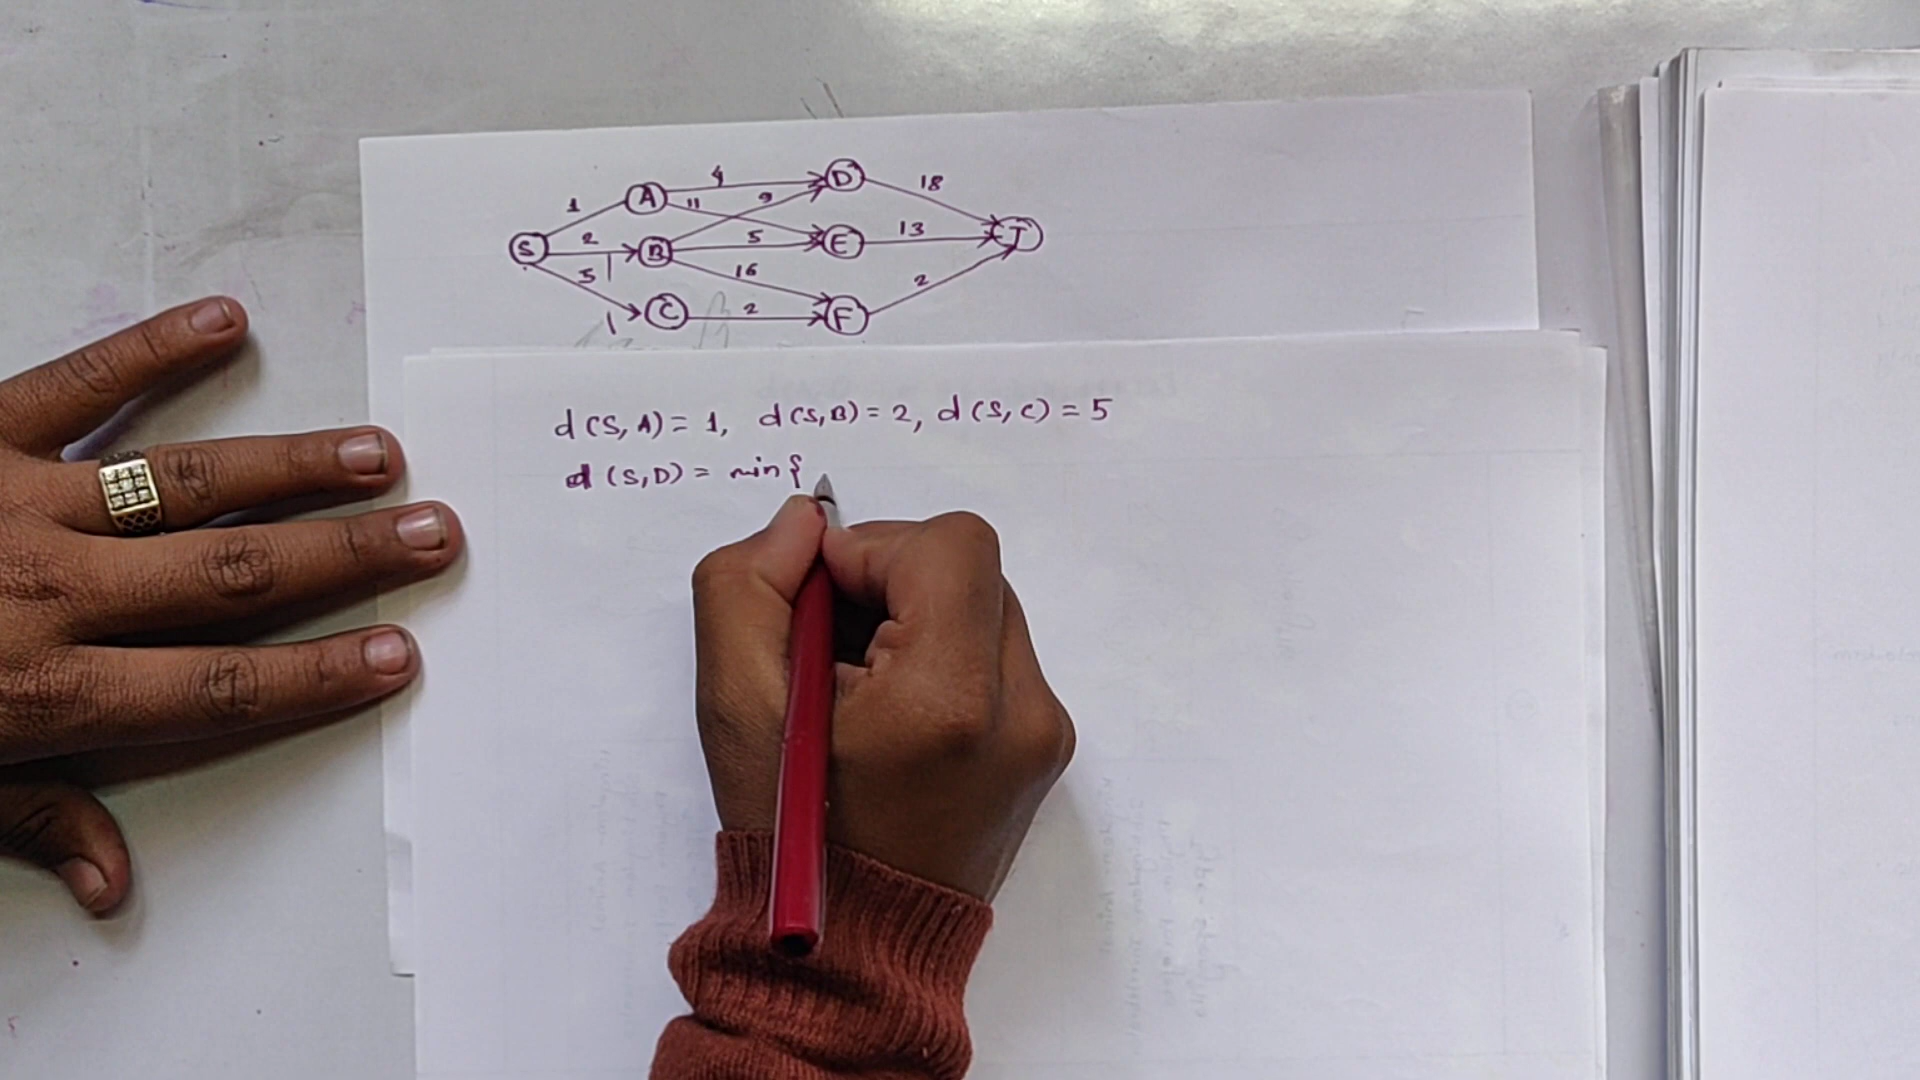 1 A 4 D 18
11 9
S 2 B 5 E 13 T
5 16 2
C 2 F
d(S, A) = 1, d(S, B) = 2, d(S, C) = 5
d(S, D) = min {